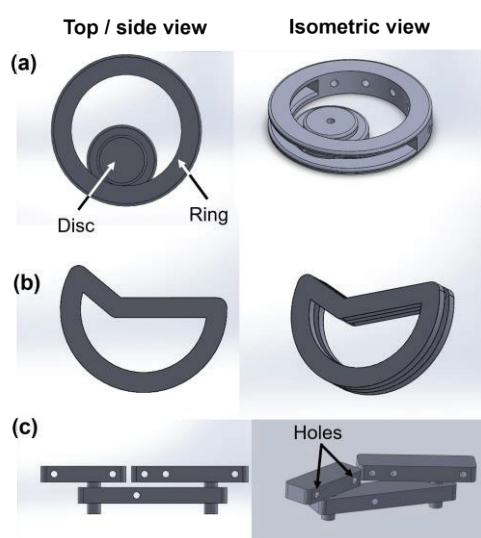 Top / side view
Isometric view
(a)
Disc
Ring
(b)
(c)
Holes